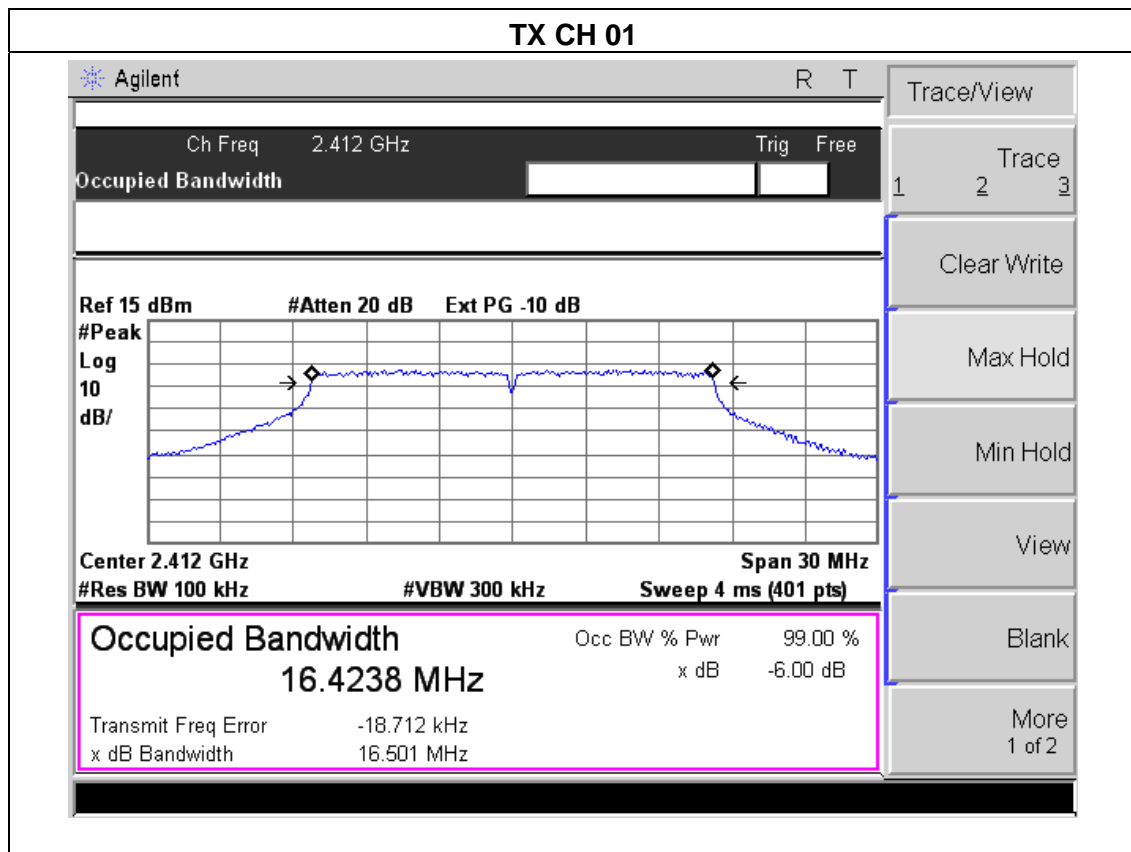 TX CH 01
Agilent R T
Trace/View
Ch Freq 2.412 GHz Trig Free
Occupied Bandwidth
Trace
1 2 3
Clear Write
Ref 15 dBm #Atten 20 dB Ext PG -10 dB
#Peak
Log
10
dB/
Max Hold
Min Hold
View
Center 2.412 GHz Span 30 MHz
#Res BW 100 kHz #VBW 300 kHz Sweep 4 ms (401 pts)
Occupied Bandwidth
16.4238 MHz
Occ BW % Pwr 99.00 %
x dB -6.00 dB
Blank
Transmit Freq Error -18.712 kHz
x dB Bandwidth 16.501 MHz
More
1 of 2